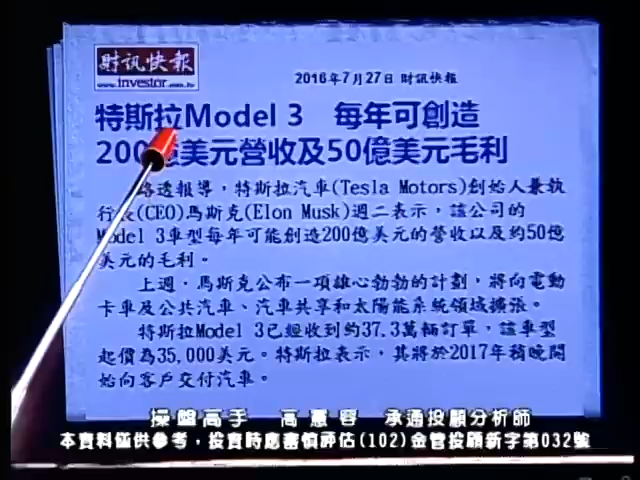 財訊快報
www.investor.com.tw
2016年7月27日 財訊快報
特斯拉Model 3 每年可創造
200億美元營收及50億美元毛利
路透報導，特斯拉汽車(Tesla Motors)創始人兼執
行長(CEO)馬斯克(Elon Musk)週二表示，該公司的
Model 3車型每年可能創造200億美元的營收以及約50億
美元的毛利。
上週，馬斯克公布一項雄心勃勃的計劃，將向電動
卡車及公共汽車、汽車共享和太陽能系統領域擴張。
特斯拉Model 3已經收到約37.3萬輛訂單，該車型
起價為35,000美元。特斯拉表示，其將於2017年稍晚開
始向客戶交付汽車。
操盤高手 高憲容 承通投顧分析師
本資料僅供參考，投資時應審慎評估(102)金管投顧新字第032號